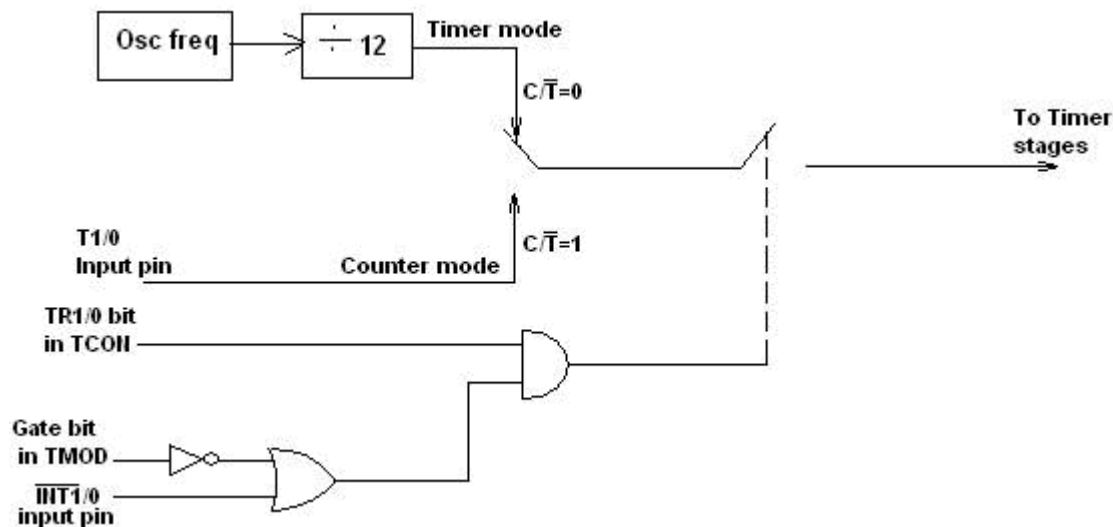 Osc freq
÷ 12
Timer mode
C/T̅=0
To Timer
stages
T1/0
Input pin
Counter mode
C/T̅=1
TR1/0 bit
in TCON
Gate bit
in TMOD
I̅N̅T̅1̅/0
input pin